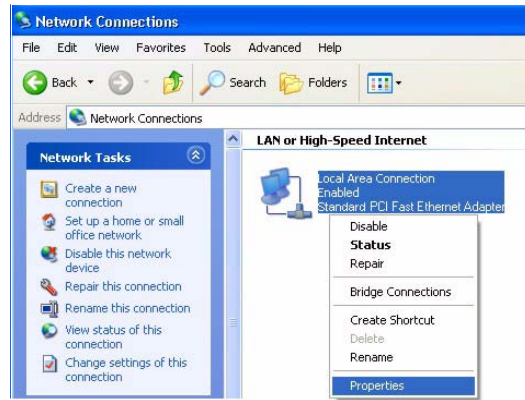 Network Connections
File Edit View Favorites Tools Advanced Help
Back Search Folders
Address Network Connections
Network Tasks
Create a new
connection
Set up a home or small
office network
Disable this network
device
Repair this connection
Rename this connection
View status of this
connection
Change settings of this
connection
LAN or High-Speed Internet
Local Area Connection
Enabled
Standard PCI Fast Ethernet Adapter
Disable
Status
Repair
Bridge Connections
Create Shortcut
Delete
Rename
Properties